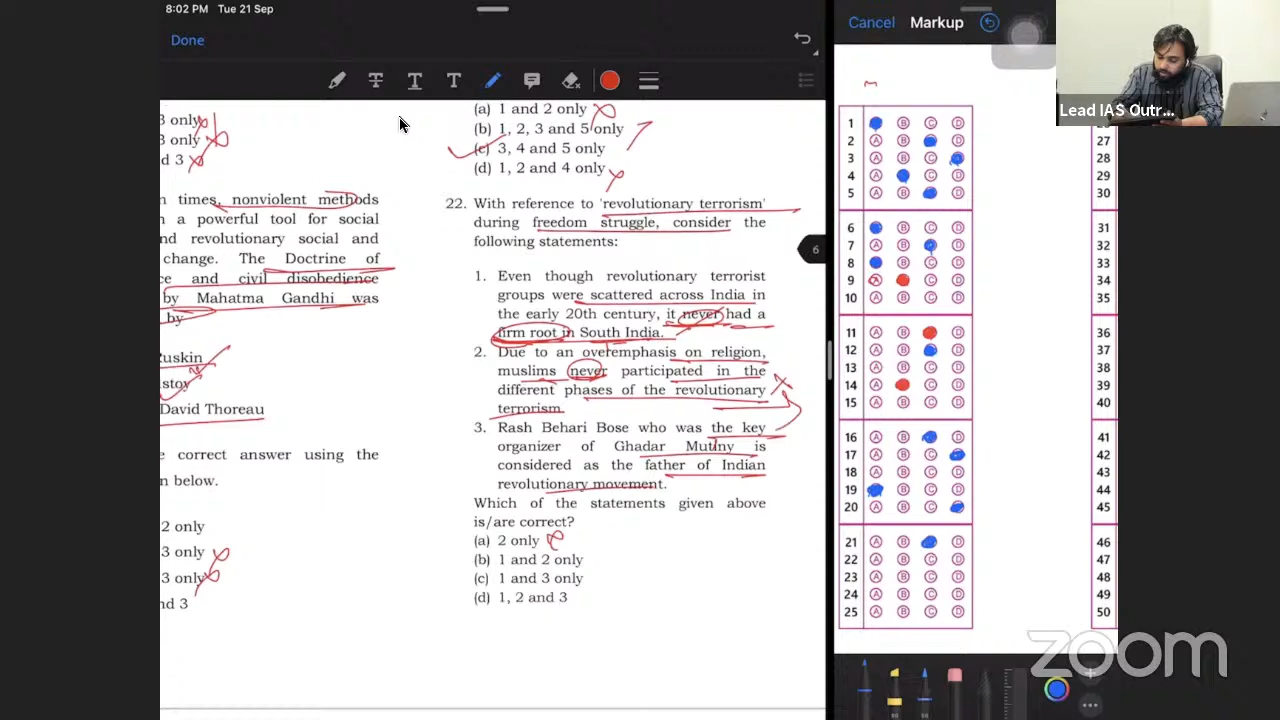 8:02 PM Tue 21 Sep
Done
Cancel Markup
Lead IAS Outr...
3 only
3 only
nd 3
n times, nonviolent methods
n a powerful tool for social
nd revolutionary social and
change. The Doctrine of
ce and civil disobedience
by Mahatma Gandhi was
by
Ruskin
stoy
David Thoreau
e correct answer using the
n below.
2 only
3 only
3 only
nd 3
(a) 1 and 2 only
(b) 1, 2, 3 and 5 only
(c) 3, 4 and 5 only
(d) 1, 2 and 4 only
22. With reference to 'revolutionary terrorism'
during freedom struggle, consider the
following statements:
1. Even though revolutionary terrorist
groups were scattered across India in
the early 20th century, it never had a
firm root in South India.
2. Due to an overemphasis on religion,
muslims never participated in the
different phases of the revolutionary
terrorism
3. Rash Behari Bose who was the key
organizer of Ghadar Mutiny is
considered as the father of Indian
revolutionary movement.
Which of the statements given above
is/are correct?
(a) 2 only
(b) 1 and 2 only
(c) 1 and 3 only
(d) 1, 2 and 3
6
1 B C D
2 A B D 27
3 A B C 28
4 A C D 29
5 A B D 30
6 B C D 31
7 A B D 32
8 B C D 33
9 A C D 34
10 A B C D 35
11 A B D 36
12 A B D 37
13 A B C D 38
14 A C D 39
15 A B C D 40
16 A B D 41
17 A B C 42
18 A B C D 43
19 B C D 44
20 A B C 45
21 A B D 46
22 A B C D 47
23 A B C D 48
24 A B C D 49
25 A B C D 50
zoom